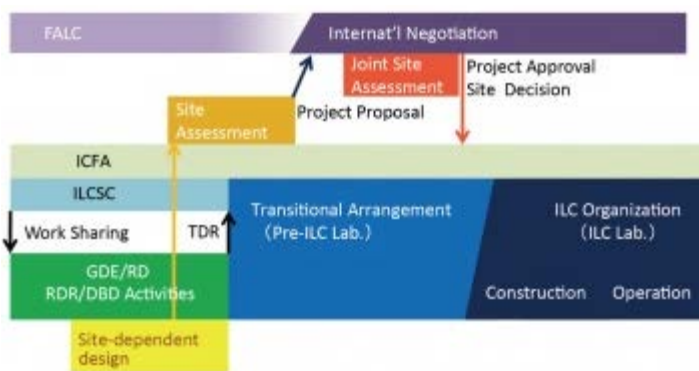 FALC
Internat'l Negotiation
Joint Site
Assessment
Project Approval
Site Decision
Site
Assessment
Project Proposal
ICFA
ILCSC
Work Sharing
TDR
Transitional Arrangement
(Pre-ILC Lab.)
ILC Organization
(ILC Lab.)
GDE/RD
RDR/DBD Activities
Construction
Operation
Site-dependent
design